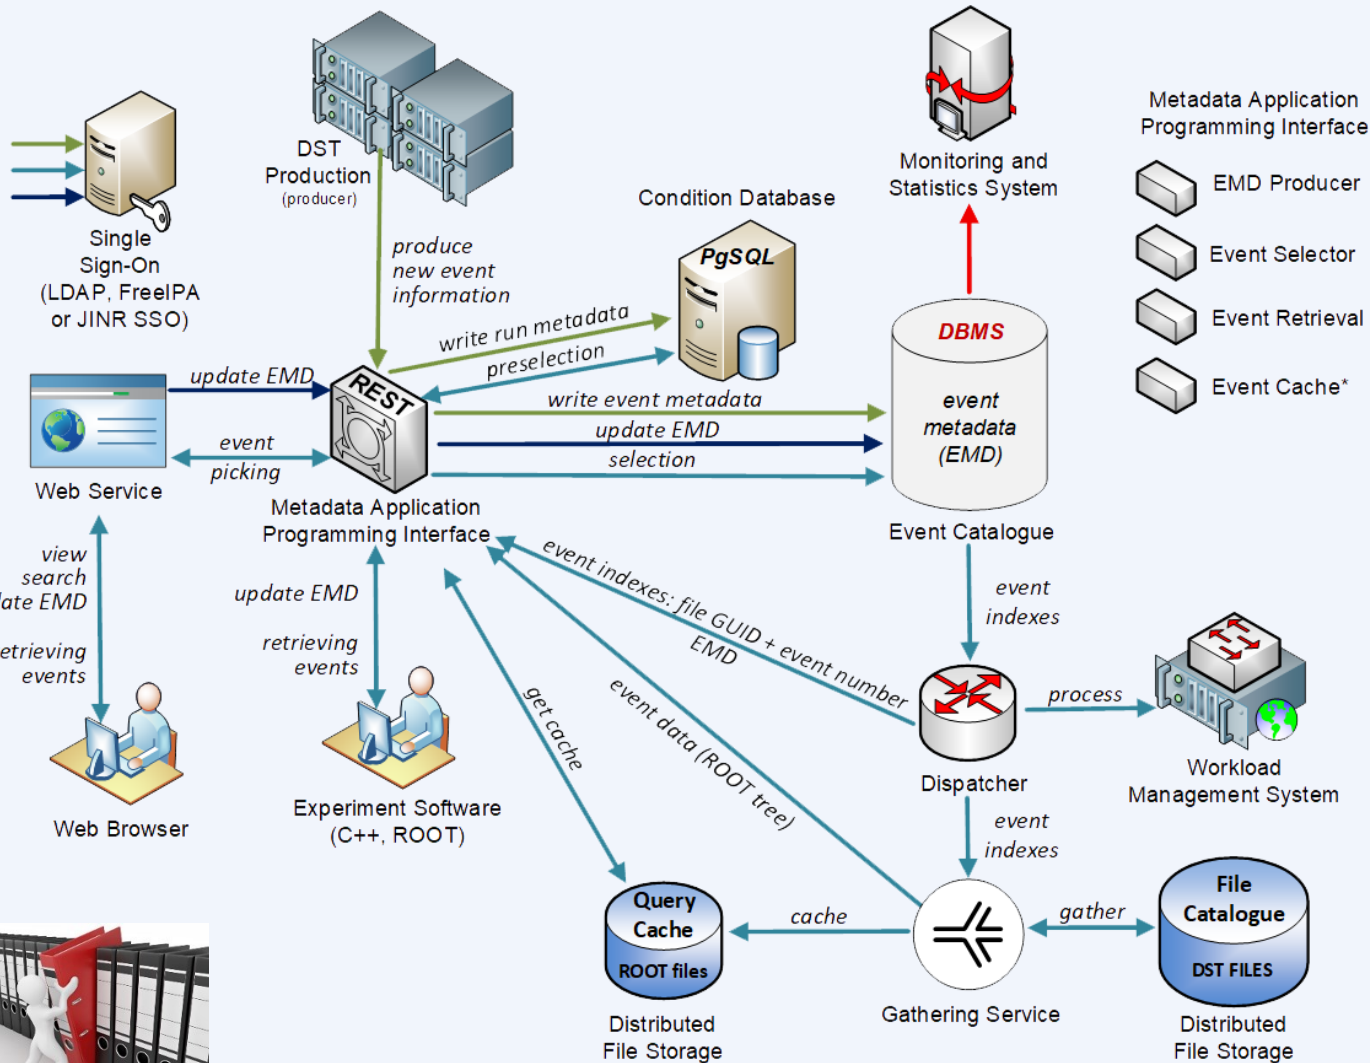 DST
Production
(producer)
Single
Sign-On
(LDAP, FreeIPA
or JINR SSO)
produce
new event
information
Condition Database
PgSQL
Monitoring and
Statistics System
Metadata Application
Programming Interface
EMD Producer
Event Selector
Event Retrieval
Event Cache*
write run metadata
preselection
update EMD
REST
write event metadata
update EMD
selection
event
picking
Web Service
Metadata Application
Programming Interface
DBMS
event
metadata
(EMD)
Event Catalogue
view
search
date EMD
etrieving
events
Web Browser
update EMD
retrieving
events
Experiment Software
(C++, ROOT)
event indexes: file GUID + event number
EMD
event data (ROOT tree)
get cache
event
indexes
Dispatcher
process
Workload
Management System
event
indexes
Query
Cache
ROOT files
Distributed
File Storage
cache
Gathering Service
gather
File
Catalogue
DST FILES
Distributed
File Storage